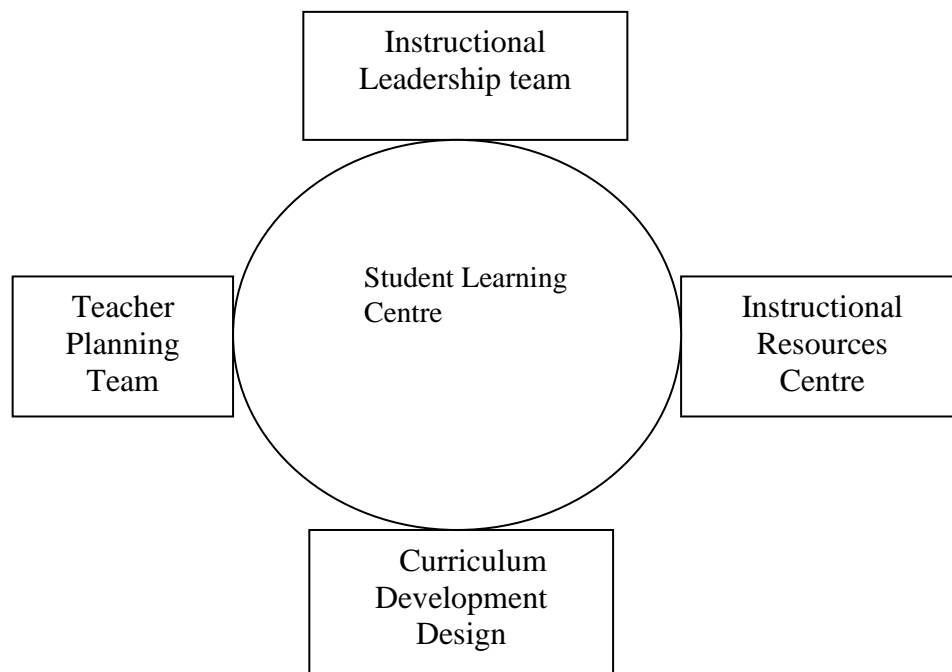 Instructional
Leadership team
Student Learning
Centre
Teacher
Planning
Team
Instructional
Resources
Centre
Curriculum
Development
Design